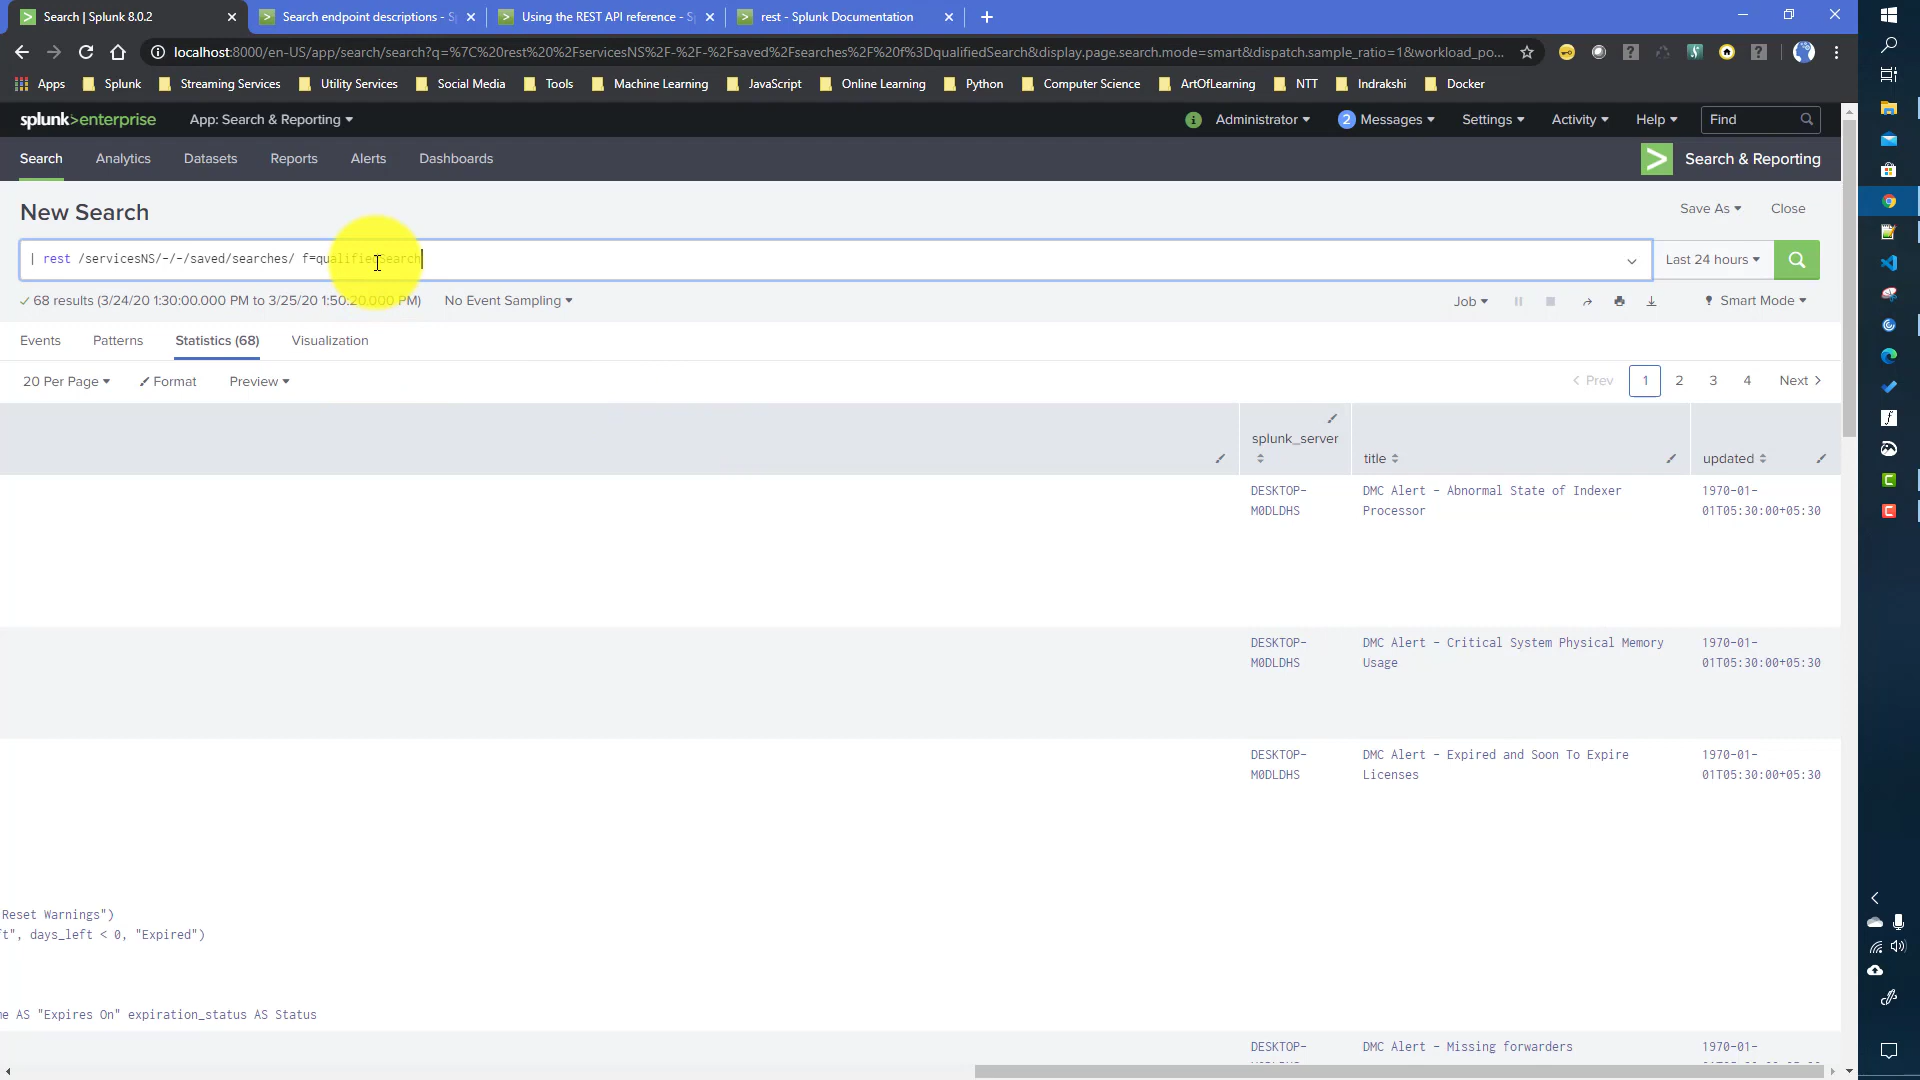 Search | Splunk 8.0.2
Search endpoint descriptions - S
Using the REST API reference - S
rest - Splunk Documentation
localhost:8000/en-US/app/search/search?q=%7C%20rest%20%2FservicesNS%2F-%2F-%2Fsaved%2Fsearches%2F%20f%3DqualifiedSearch&display.page.search.mode=smart&dispatch.sample_ratio=1&workload_po...
Apps
Splunk
Streaming Services
Utility Services
Social Media
Tools
Machine Learning
JavaScript
Online Learning
Python
Computer Science
ArtOfLearning
NTT
Indrakshi
Docker
splunk>enterprise
App: Search & Reporting
Administrator
2 Messages
Settings
Activity
Help
Find
Search
Analytics
Datasets
Reports
Alerts
Dashboards
Search & Reporting
New Search
Save As
Close
| rest /servicesNS/-/-/saved/searches/ f=qualifiedSearch
Last 24 hours
68 results (3/24/20 1:30:00.000 PM to 3/25/20 1:50:20.000 PM)
No Event Sampling
Job
Smart Mode
Events
Patterns
Statistics (68)
Visualization
20 Per Page
Format
Preview
< Prev
1
2
3
4
Next >
splunk_server
title
updated
DESKTOP-
M0DLDHS
DMC Alert - Abnormal State of Indexer
Processor
1970-01-
01T05:30:00+05:30
DESKTOP-
M0DLDHS
DMC Alert - Critical System Physical Memory
Usage
1970-01-
01T05:30:00+05:30
DESKTOP-
M0DLDHS
DMC Alert - Expired and Soon To Expire
Licenses
1970-01-
01T05:30:00+05:30
Reset Warnings")
ft", days_left < 0, "Expired")
me AS "Expires On" expiration_status AS Status
DESKTOP-
DMC Alert - Missing forwarders
1970-01-